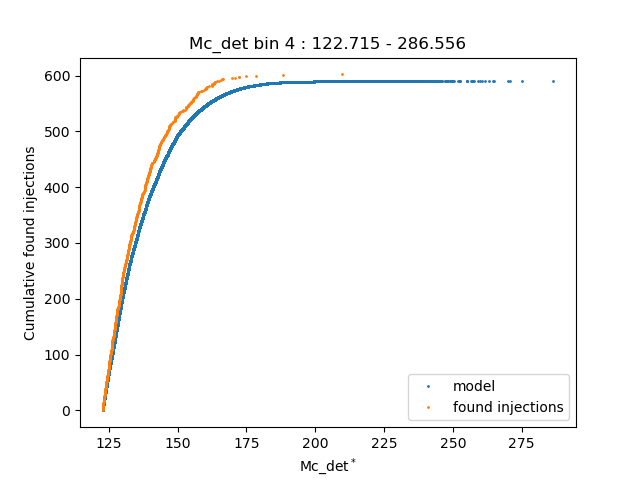 Mc_det bin 4 : 122.715 - 286.556
Cumulative found injections
600
500
400
300
200
100
0
125 150 175 200 225 250 275
Mc_det*
model
found injections